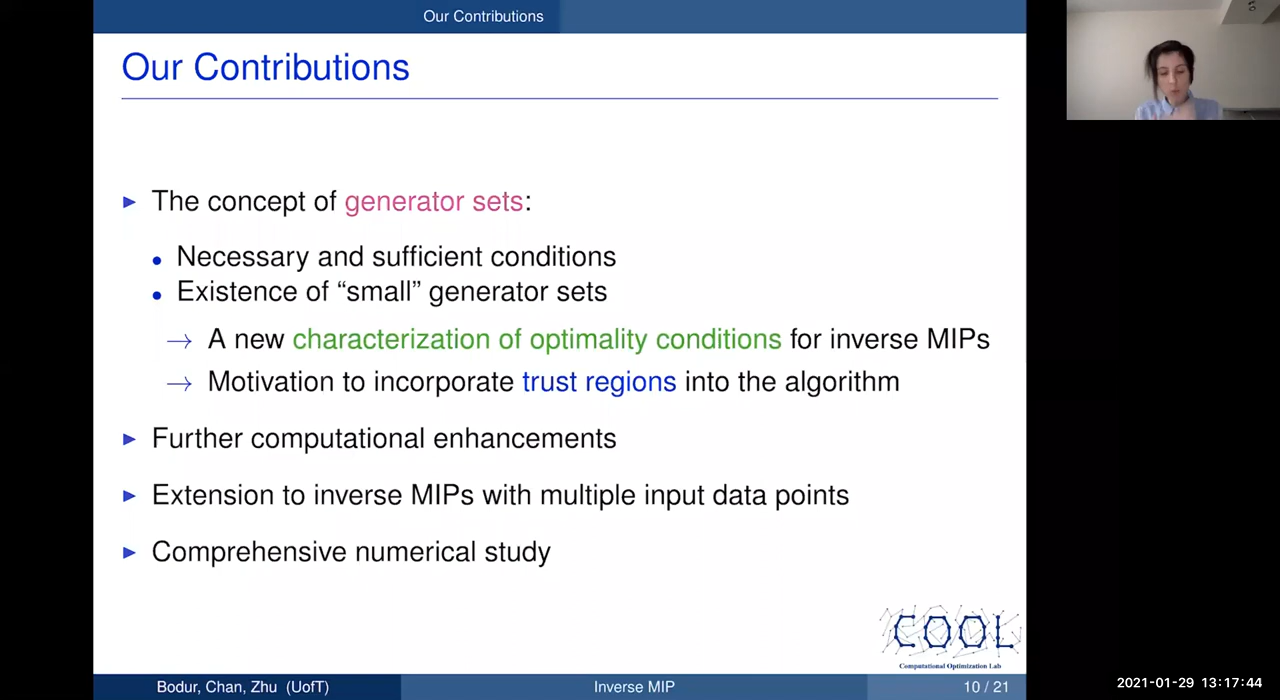 Our Contributions
Our Contributions
► The concept of generator sets:
• Necessary and sufficient conditions
• Existence of “small” generator sets
→ A new characterization of optimality conditions for inverse MIPs
→ Motivation to incorporate trust regions into the algorithm
► Further computational enhancements
► Extension to inverse MIPs with multiple input data points
► Comprehensive numerical study
COOL
Computational Optimization Lab
Bodur, Chan, Zhu (UofT)
Inverse MIP
10 / 21
2021-01-29 13:17:44